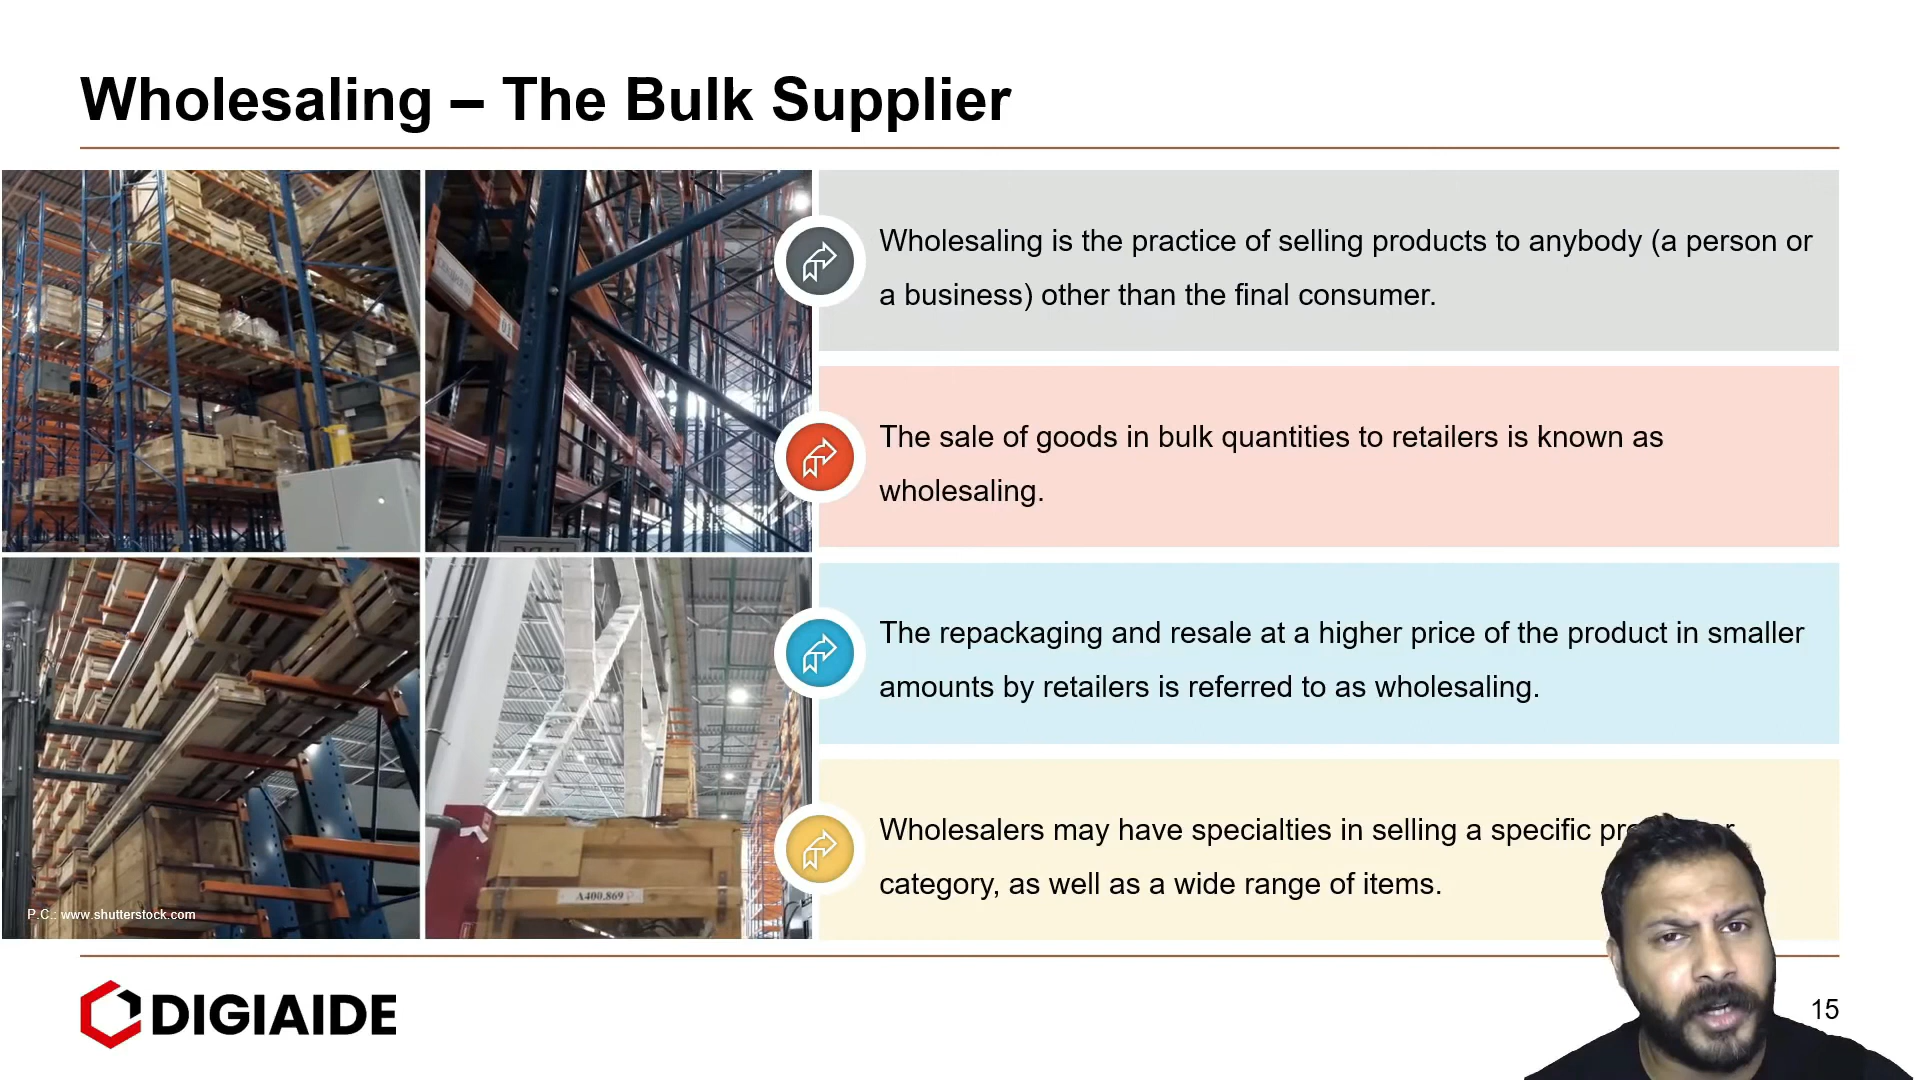 Wholesaling – The Bulk Supplier
Wholesaling is the practice of selling products to anybody (a person or
a business) other than the final consumer.
The sale of goods in bulk quantities to retailers is known as
wholesaling.
The repackaging and resale at a higher price of the product in smaller
amounts by retailers is referred to as wholesaling.
Wholesalers may have specialties in selling a specific
category, as well as a wide range of items.
A400.869
P.C.: www.shutterstock.com
DIGIAIDE
15